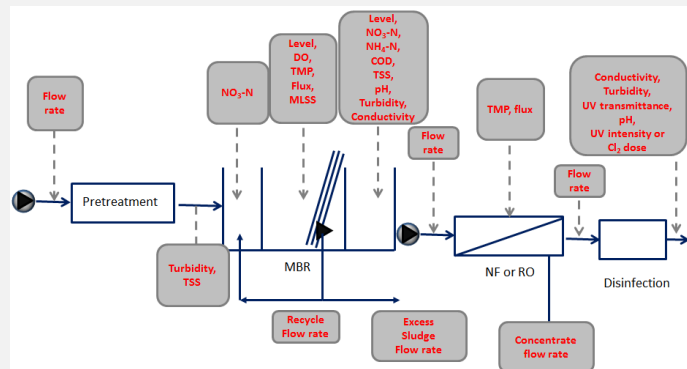 Flow
rate
Pretreatment
Turbidity,
TSS
NO₃-N
Level,
DO,
TMP,
Flux,
MLSS
Level,
NO₃-N,
NH₄-N,
COD,
TSS,
pH,
Turbidity,
Conductivity
MBR
Recycle
Flow rate
Excess
Sludge
Flow rate
Flow
rate
TMP, flux
NF or RO
Concentrate
flow rate
Flow
rate
Conductivity,
Turbidity,
UV transmittance,
pH,
UV intensity or
Cl₂ dose
Disinfection